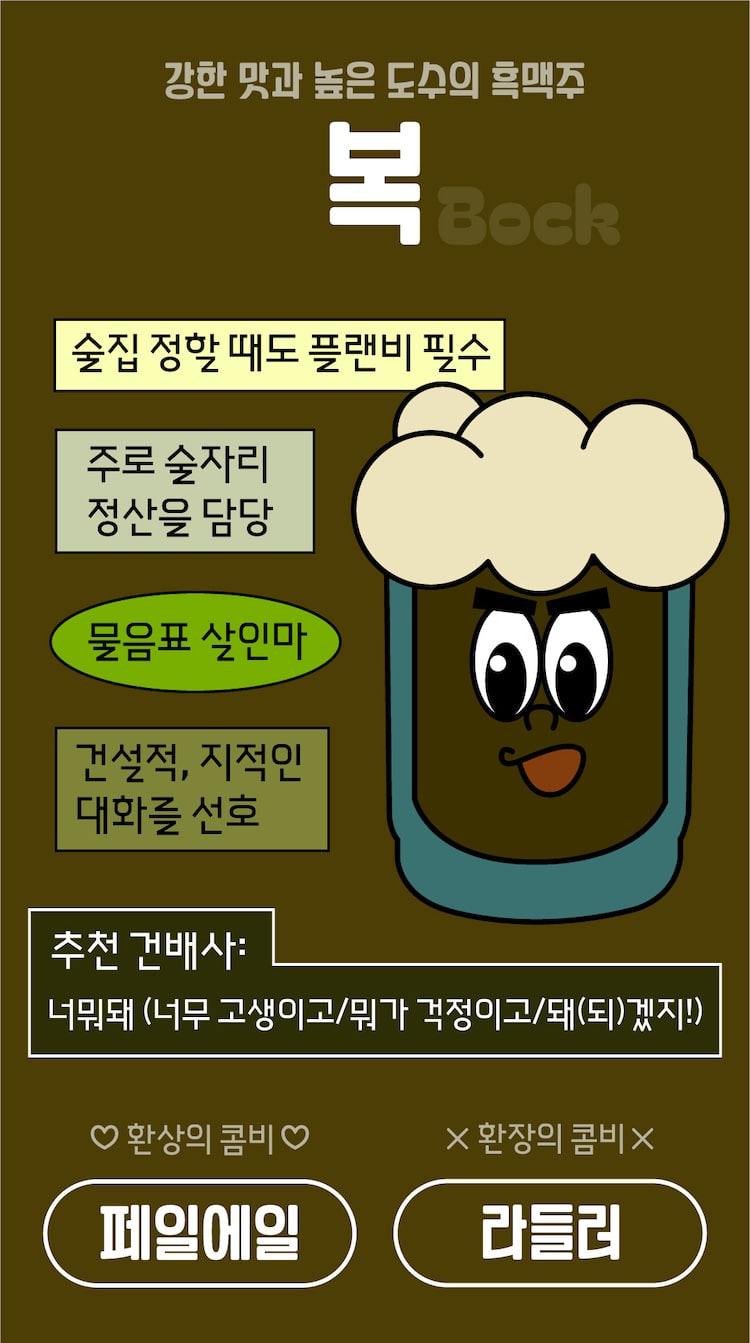 강한 맛과 높은 도수의 흑맥주
복 Bock
술집 정할 때도 플랜비 필수
주로 술자리
정산을 담당
물음표 살인마
건설적, 지적인
대화를 선호
추천 건배사:
너뭐돼 (너무 고생이고/뭐가 걱정이고/돼(되)겠지!)
♡ 환상의 콤비 ♡
× 환장의 콤비 ×
페일에일
라들러